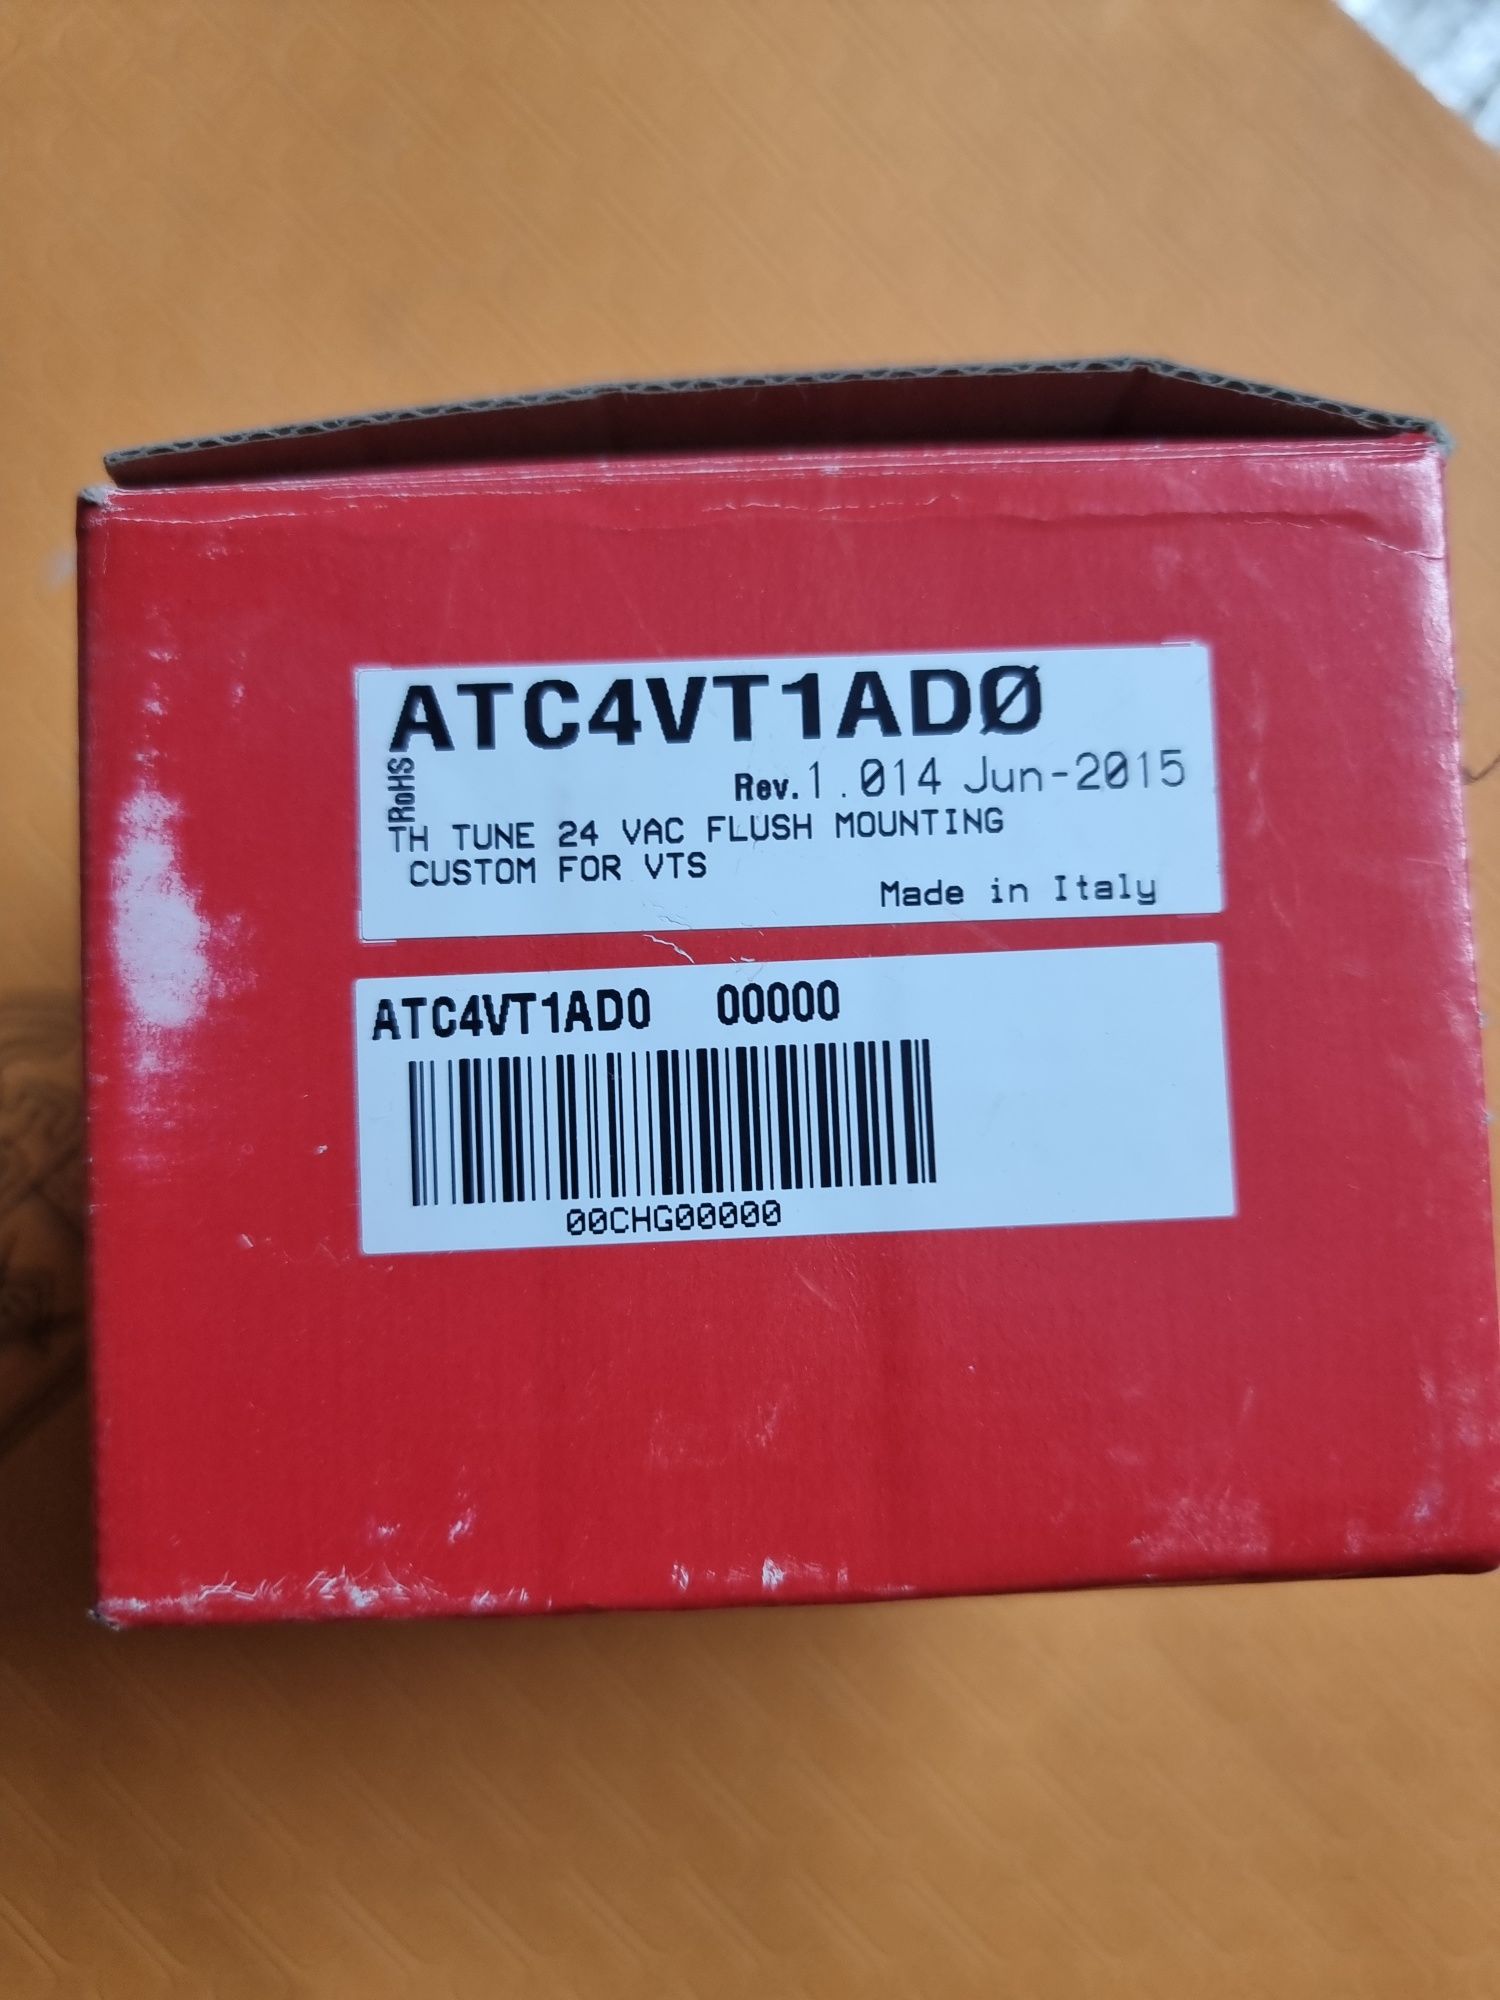 ATC4VT1ADØ
RoHS
Rev.1.014 Jun-2015
TH TUNE 24 VAC FLUSH MOUNTING
CUSTOM FOR VTS
Made in Italy
ATC4VT1AD0 00000
00CHG00000